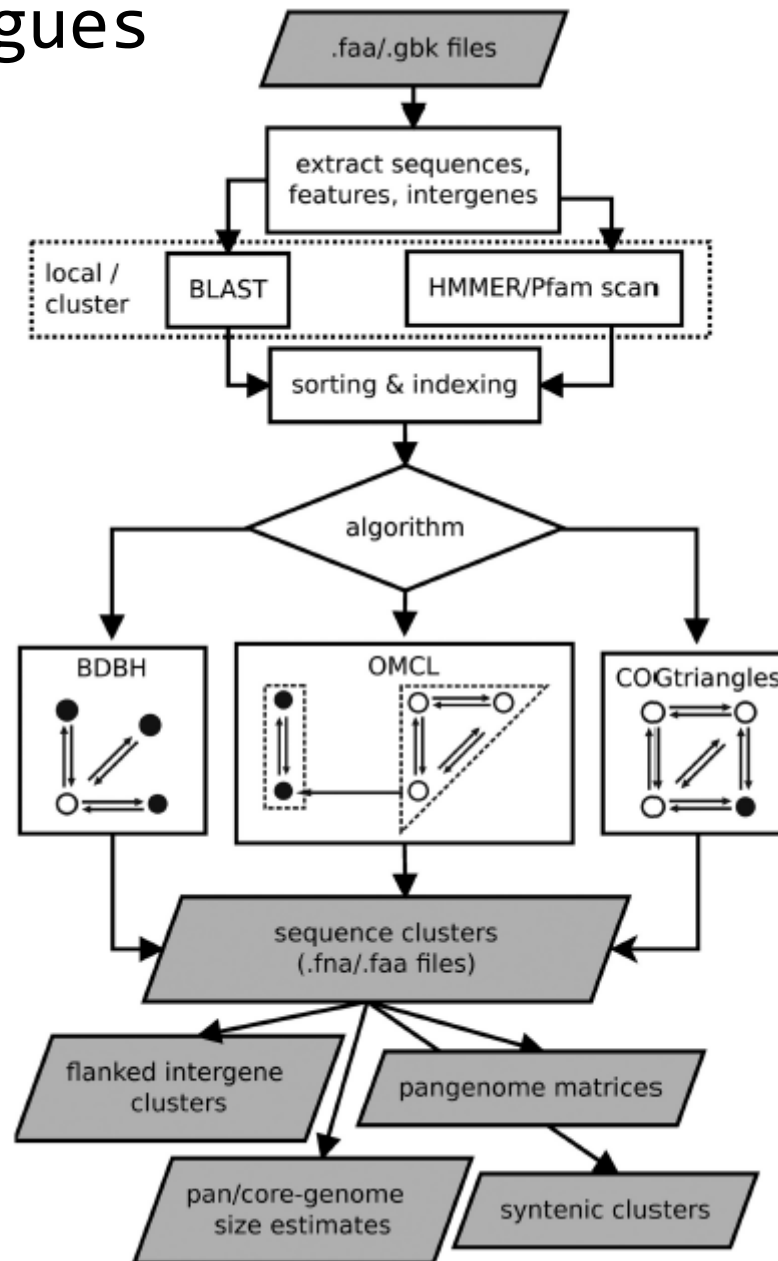 gues
.faa/.gbk files
extract sequences,
features, intergenes
local /
cluster
BLAST
HMMER/Pfam scan
sorting & indexing
algorithm
BDBH
OMCL
COGtriangles
sequence clusters
(.fna/.faa files)
flanked intergene
clusters
pangenome matrices
pan/core-genome
size estimates
syntenic clusters